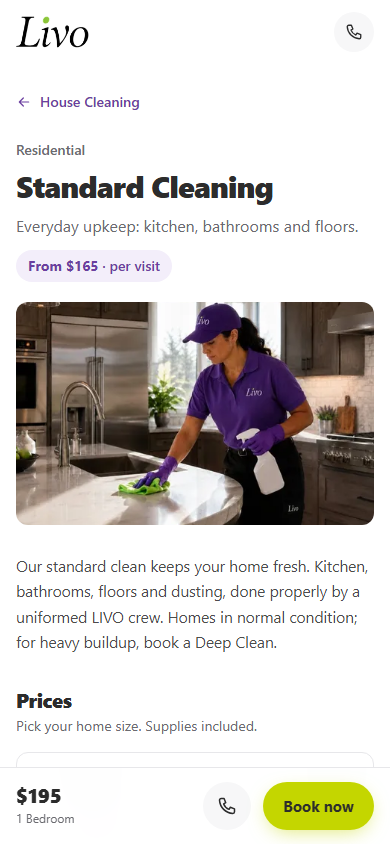 Livo
← House Cleaning
Residential
Standard Cleaning
Everyday upkeep: kitchen, bathrooms and floors.
From $165 · per visit
Livo
Livo
Livo
Our standard clean keeps your home fresh. Kitchen,
bathrooms, floors and dusting, done properly by a
uniformed LIVO crew. Homes in normal condition;
for heavy buildup, book a Deep Clean.
Prices
Pick your home size. Supplies included.
$195
1 Bedroom
Book now